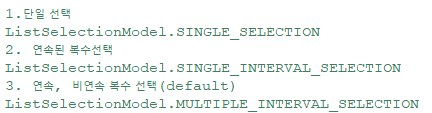 1.단일 선택
ListSelectionModel.SINGLE_SELECTION
2. 연속된 복수선택
ListSelectionModel.SINGLE_INTERVAL_SELECTION
3. 연속, 비연속 복수 선택(default)
ListSelectionModel.MULTIPLE_INTERVAL_SELECTION